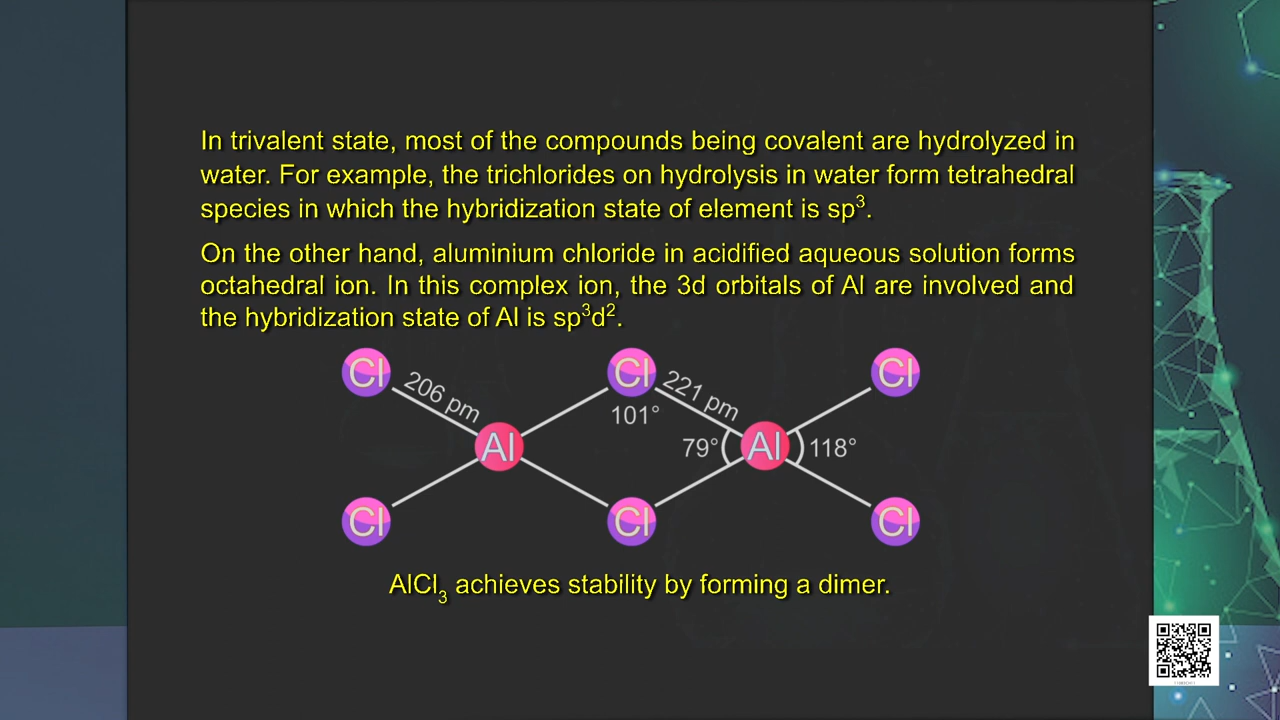 In trivalent state, most of the compounds being covalent are hydrolyzed in
water. For example, the trichlorides on hydrolysis in water form tetrahedral
species in which the hybridization state of element is sp³.
On the other hand, aluminium chloride in acidified aqueous solution forms
octahedral ion. In this complex ion, the 3d orbitals of Al are involved and
the hybridization state of Al is sp³d².
Cl 206 pm Cl 221 pm Cl
101°
Al 79° Al 118°
Cl Cl Cl
AlCl₃ achieves stability by forming a dimer.